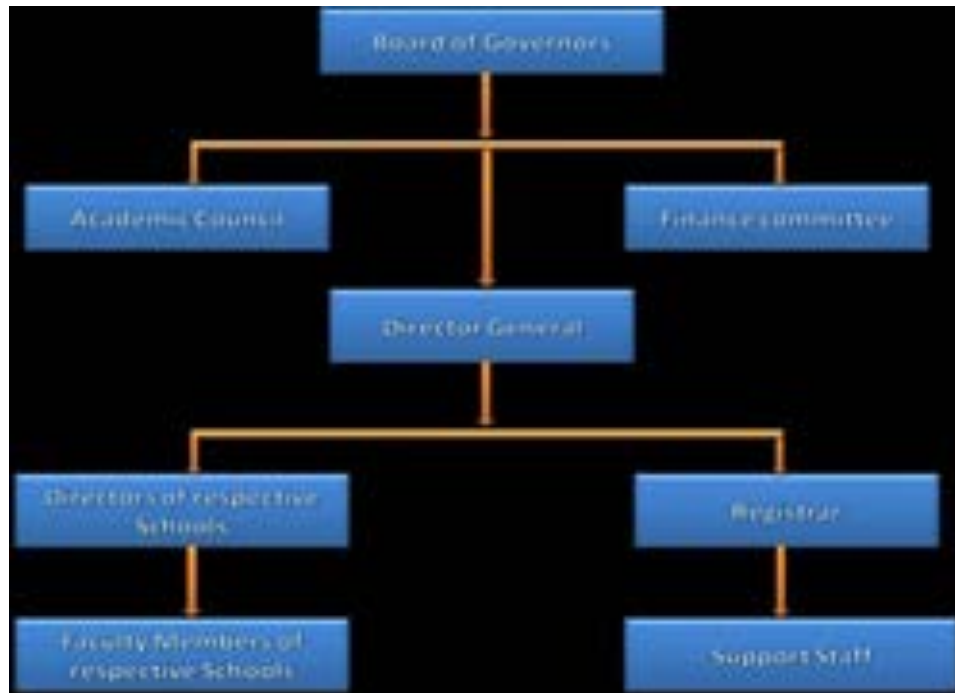 Board of Governors
Academic Council
Finance committee
Director General
Directors of respective
Schools
Registrar
Faculty Members of
respective Schools
Support Staff